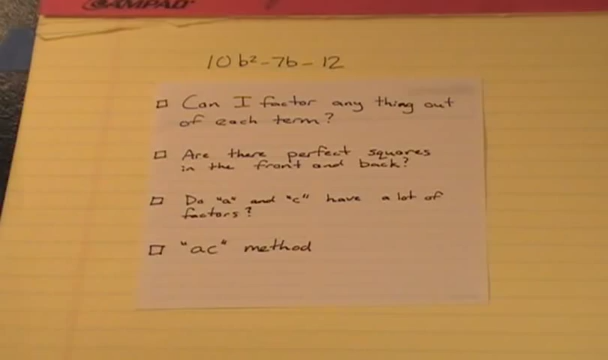 AMPAD
10b²-7b-12
□ Can I factor any thing out
of each term?
□ Are there perfect squares
in the front and back?
□ Do "a" and "c" have a lot of
factors?
□ "ac" method